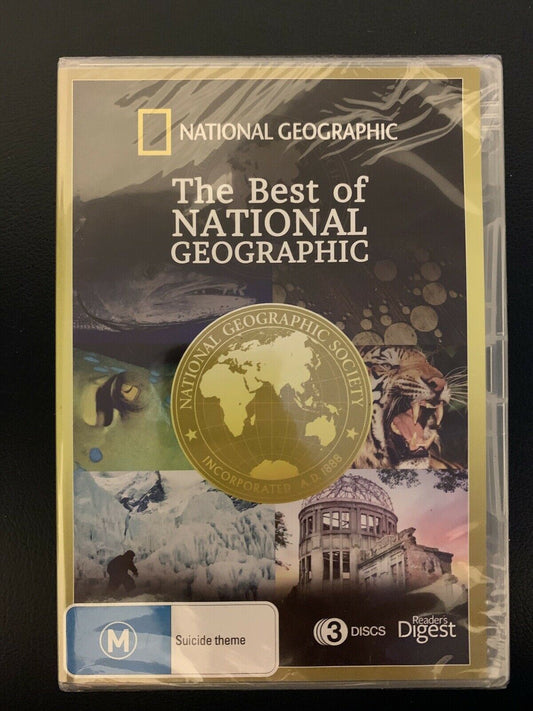 NATIONAL GEOGRAPHIC
The Best of
NATIONAL
GEOGRAPHIC
NATIONAL GEOGRAPHIC SOCIETY
INCORPORATED A.D. 1888
M
Suicide theme
3 DISCS
Reader's
Digest